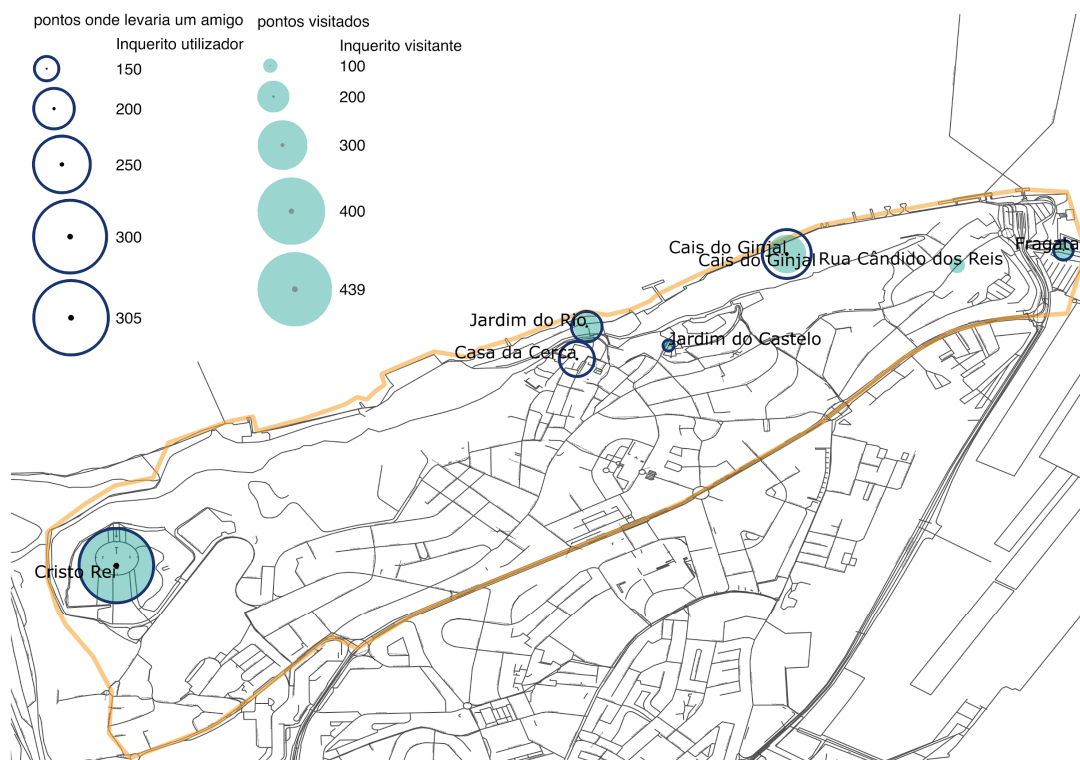 pontos onde levaria um amigo
Inquerito utilizador
150
200
250
300
305
pontos visitados
Inquerito visitante
100
200
300
400
439
Cais do Ginjal
Cais do Ginjal
Rua Cândido dos Reis
Fragata
Jardim do Rio
Jardim do Castelo
Casa da Cerca
Cristo Rei